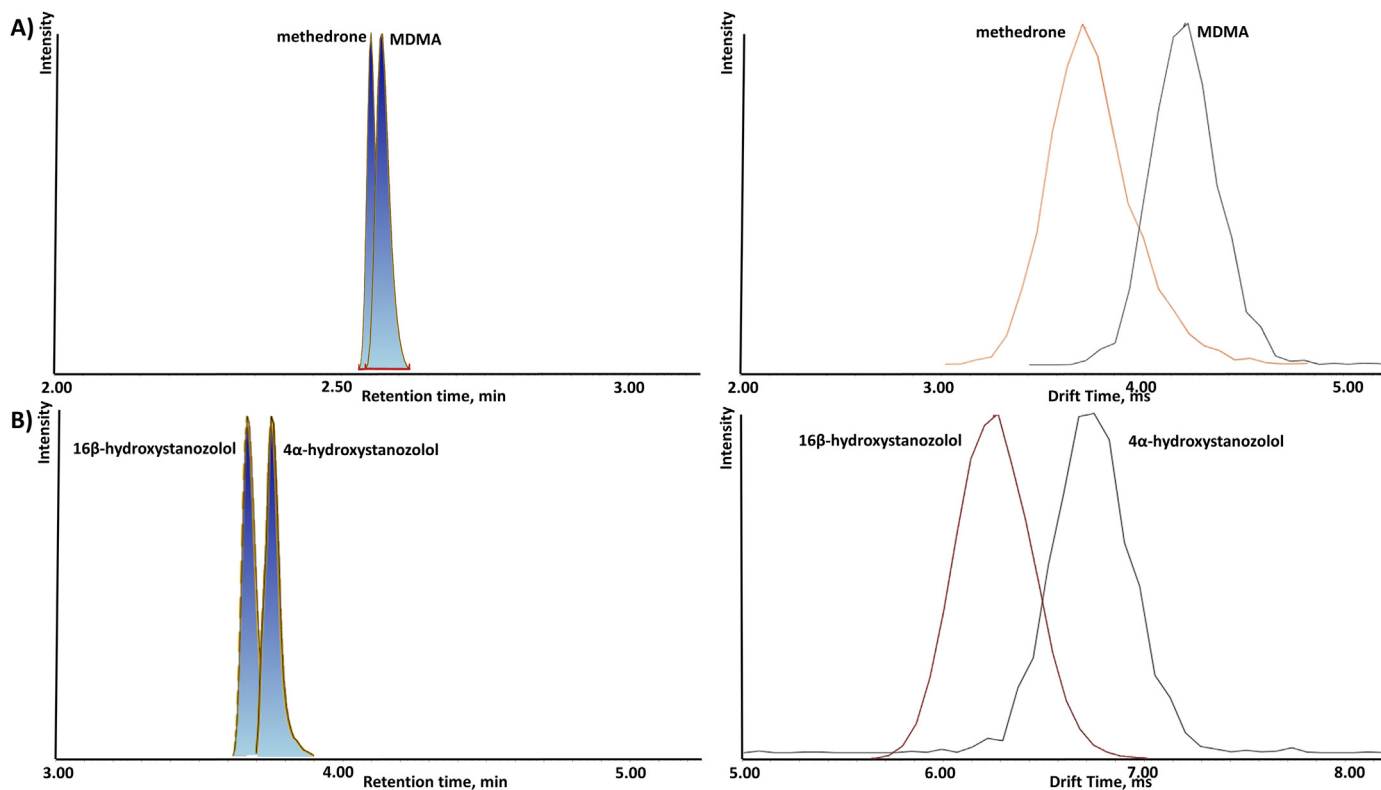 A)
Intensity
methedrone
MDMA
2.00
2.50
3.00
Retention time, min
Intensity
methedrone
MDMA
2.00
3.00
4.00
5.00
Drift Time, ms
B)
Intensity
16β-hydroxystanozolol
4α-hydroxystanozolol
3.00
4.00
5.00
Retention time, min
Intensity
16β-hydroxystanozolol
4α-hydroxystanozolol
5.00
6.00
7.00
8.00
Drift Time, ms